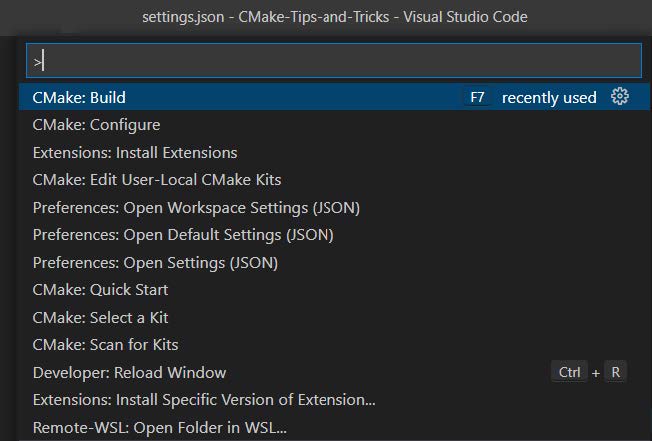 settings.json - CMake-Tips-and-Tricks - Visual Studio Code
>
CMake: Build F7 recently used
CMake: Configure
Extensions: Install Extensions
CMake: Edit User-Local CMake Kits
Preferences: Open Workspace Settings (JSON)
Preferences: Open Default Settings (JSON)
Preferences: Open Settings (JSON)
CMake: Quick Start
CMake: Select a Kit
CMake: Scan for Kits
Developer: Reload Window Ctrl + R
Extensions: Install Specific Version of Extension...
Remote-WSL: Open Folder in WSL...